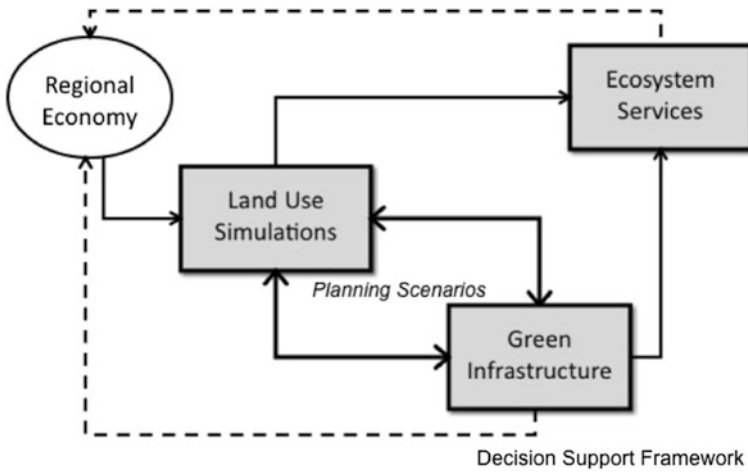 Regional
Economy
Ecosystem
Services
Land Use
Simulations
Planning Scenarios
Green
Infrastructure
Decision Support Framework